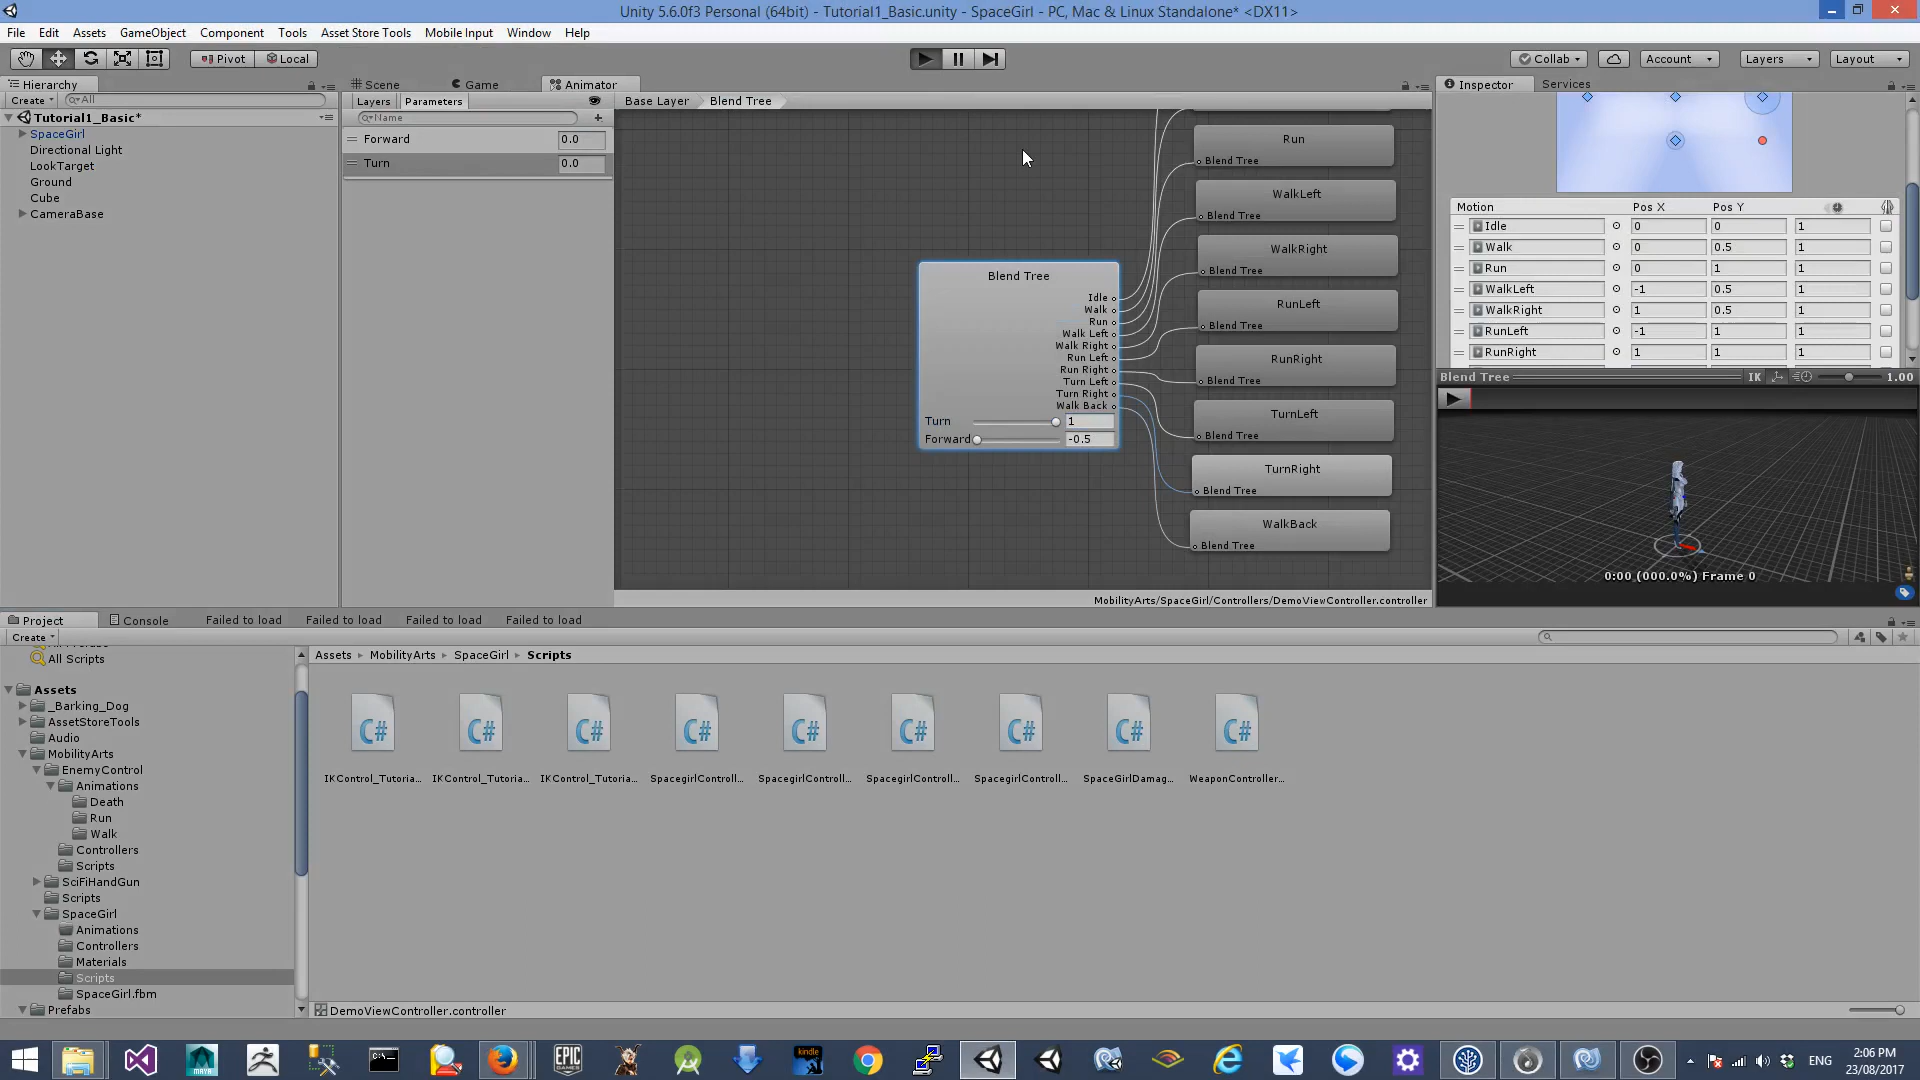 Unity 5.6.0f3 Personal (64bit) - Tutorial1_Basic.unity - SpaceGirl - PC, Mac & Linux Standalone* <DX11>
File Edit Assets GameObject Component Tools Asset Store Tools Mobile Input Window Help
Pivot Local Collab Account Layers Layout
Hierarchy
Create All
Tutorial1_Basic*
SpaceGirl
Directional Light
LookTarget
Ground
Cube
CameraBase
Scene Game Animator
Layers Parameters
Name
Forward 0.0
Turn 0.0
Base Layer Blend Tree
Blend Tree
Idle
Walk
Run
Walk Left
Walk Right
Run Left
Run Right
Turn Left
Turn Right
Walk Back
Turn 1
Forward -0.5
Run
Blend Tree
WalkLeft
Blend Tree
WalkRight
Blend Tree
RunLeft
Blend Tree
RunRight
Blend Tree
TurnLeft
Blend Tree
TurnRight
Blend Tree
WalkBack
Blend Tree
MobilityArts/SpaceGirl/Controllers/DemoViewController.controller
Inspector Services
Motion Pos X Pos Y
Idle 0 0 1
Walk 0 0.5 1
Run 0 1 1
WalkLeft -1 0.5 1
WalkRight 1 0.5 1
RunLeft -1 1 1
RunRight 1 1 1
Blend Tree IK 1.00
0:00 (000.0%) Frame 0
Project Console Failed to load Failed to load Failed to load Failed to load
Create
All Scripts
Assets
_Barking_Dog
AssetStoreTools
Audio
MobilityArts
EnemyControl
Animations
Death
Run
Walk
Controllers
Scripts
SciFiHandGun
Scripts
SpaceGirl
Animations
Controllers
Materials
Scripts
SpaceGirl.fbm
Prefabs
Assets MobilityArts SpaceGirl Scripts
C# C# C# C# C# C# C# C# C#
IKControl_Tutoria... IKControl_Tutoria... IKControl_Tutoria... SpacegirlControll... SpacegirlControll... SpacegirlControll... SpacegirlControll... SpaceGirlDamag... WeaponController...
DemoViewController.controller
MAYA
C:\_
EPIC GAMES
kindle
ENG
2:06 PM
23/08/2017